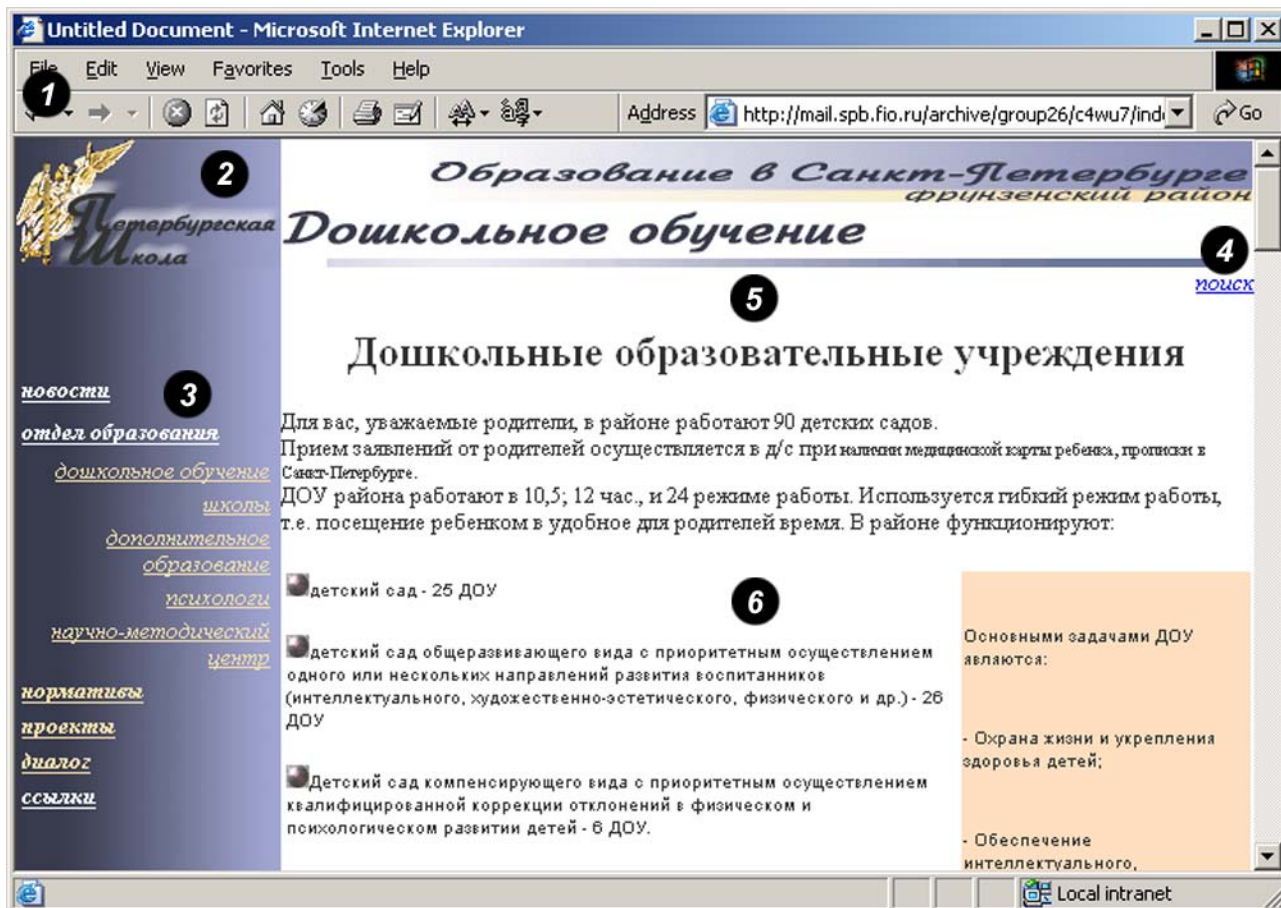 Untitled Document - Microsoft Internet Explorer
File Edit View Favorites Tools Help
1
Address http://mail.spb.fio.ru/archive/group26/c4wu7/ind
Go
2
Петербургская
Школа
Образование в Санкт-Петербурге
фрунзенский район
Дошкольное обучение
4
поиск
5
Дошкольные образовательные учреждения
3
новости
отдел образования
дошкольное обучение
школы
дополнительное
образование
психологи
научно-методический
центр
нормативы
проекты
диалог
ссылки
Для вас, уважаемые родители, в районе работают 90 детских садов.
Прием заявлений от родителей осуществляется в д/с при наличии медицинской карты ребенка, прописки в
Санкт-Петербурге.
ДОУ района работают в 10,5; 12 час., и 24 режиме работы. Используется гибкий режим работы,
т.е. посещение ребенком в удобное для родителей время. В районе функционируют:
6
детский сад - 25 ДОУ
детский сад общеразвивающего вида с приоритетным осуществлением
одного или нескольких направлений развития воспитанников
(интеллектуального, художественно-эстетического, физического и др.) - 26
ДОУ
Детский сад компенсирующего вида с приоритетным осуществлением
квалифицированной коррекции отклонений в физическом и
психологическом развитии детей - 6 ДОУ.
Основными задачами ДОУ
являются:
- Охрана жизни и укрепления
здоровья детей;
- Обеспечение
интеллектуального,
Local intranet